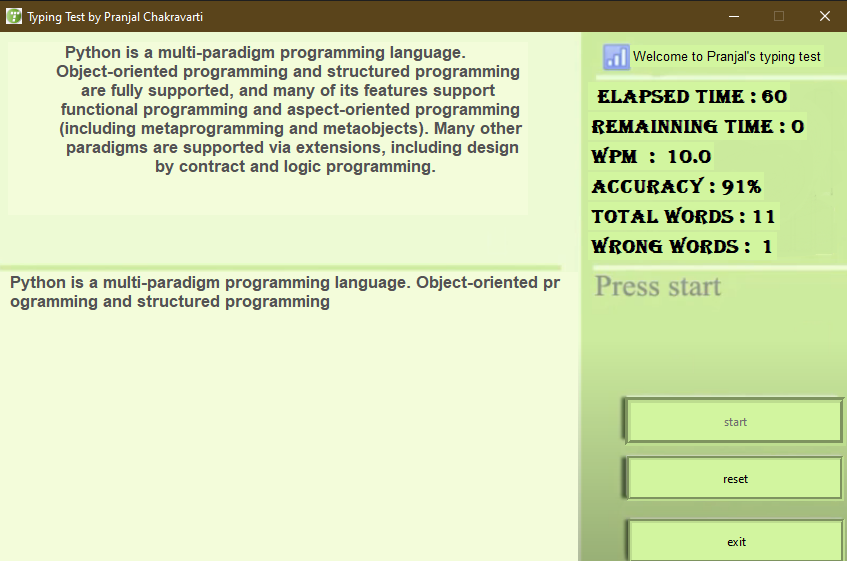 Typing Test by Pranjal Chakravarti
Python is a multi-paradigm programming language.
Object-oriented programming and structured programming
are fully supported, and many of its features support
functional programming and aspect-oriented programming
(including metaprogramming and metaobjects). Many other
paradigms are supported via extensions, including design
by contract and logic programming.
Python is a multi-paradigm programming language. Object-oriented pr
ogramming and structured programming
Welcome to Pranjal's typing test
ELAPSED TIME : 60
REMAINNING TIME : 0
WPM : 10.0
ACCURACY : 91%
TOTAL WORDS : 11
WRONG WORDS : 1
Press start
start
reset
exit